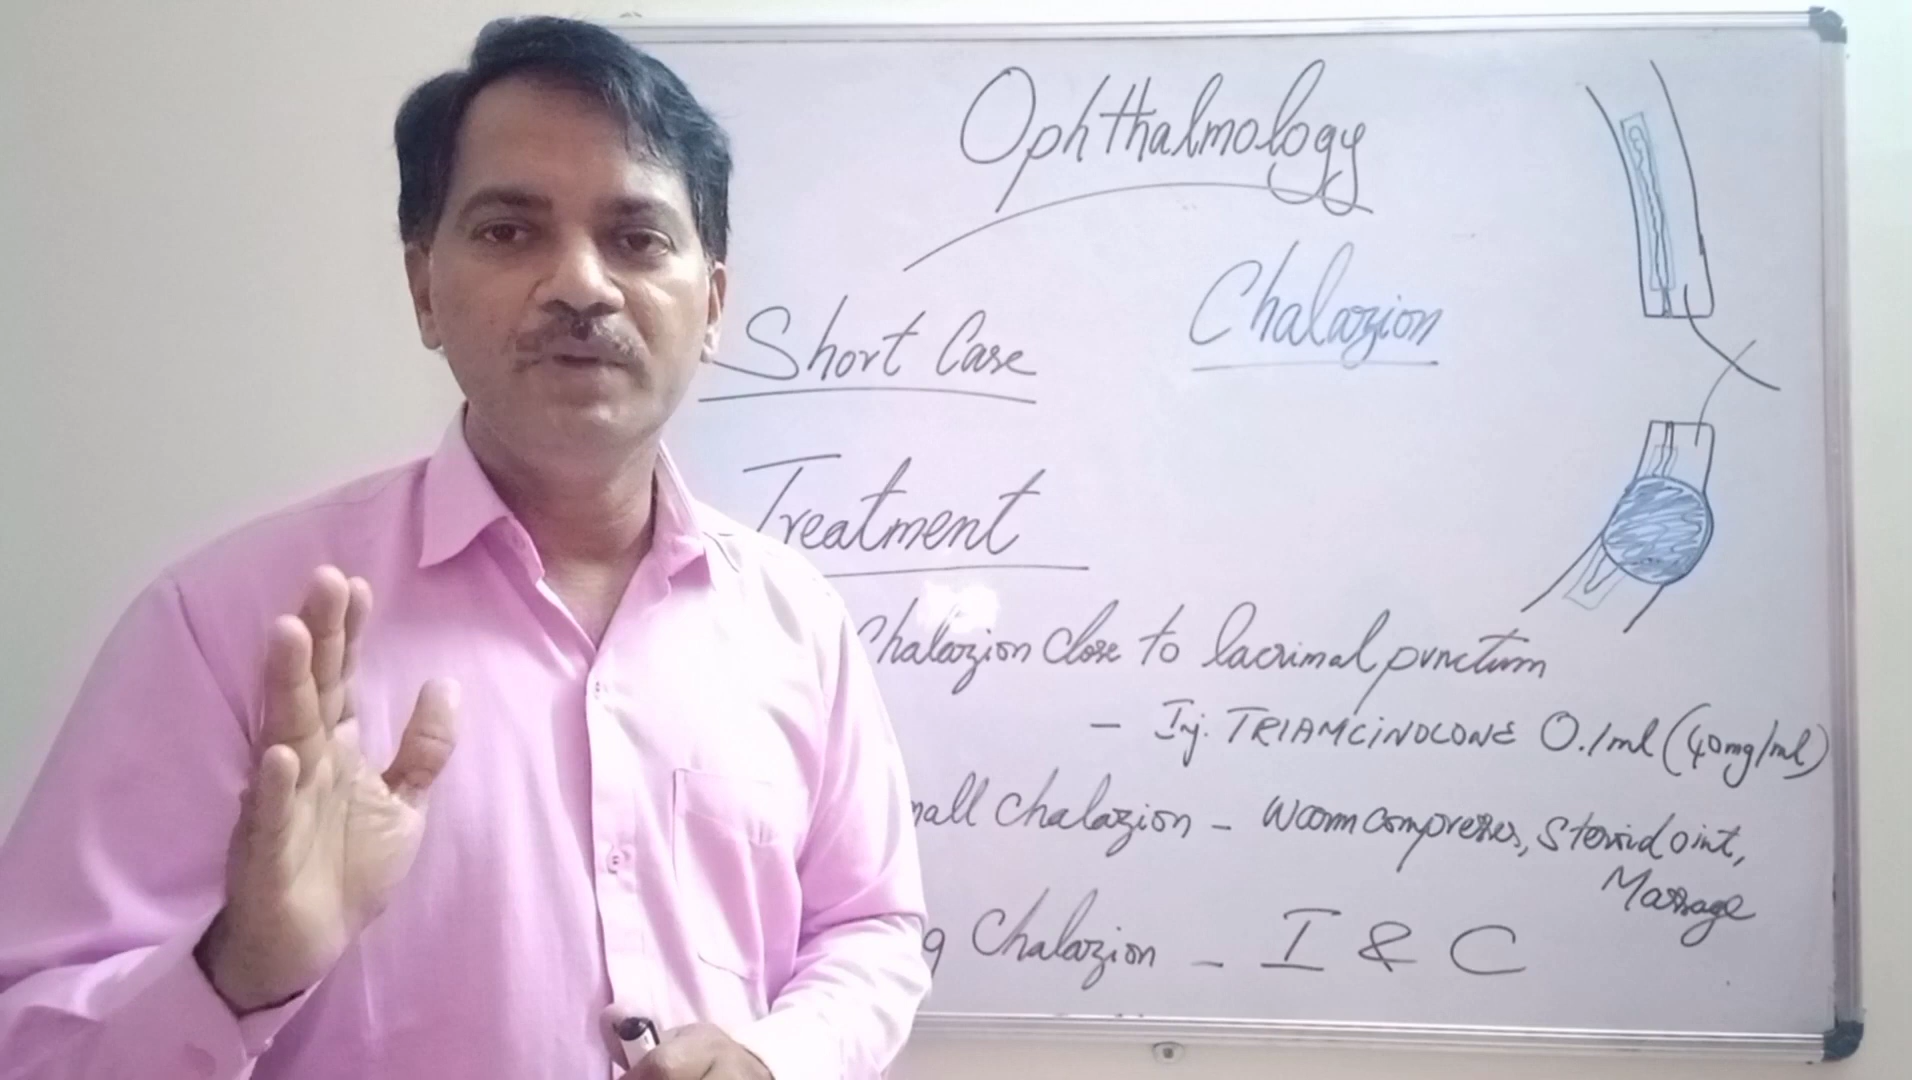 Ophthalmology
Short Case
Chalazion
Treatment
Chalazion close to lacrimal punctum
- Inj. TRIAMCINOLONE 0.1ml (40mg/ml)
mall chalazion - Warm compresses, Steroid oint,
Massage
g Chalazion - I & C